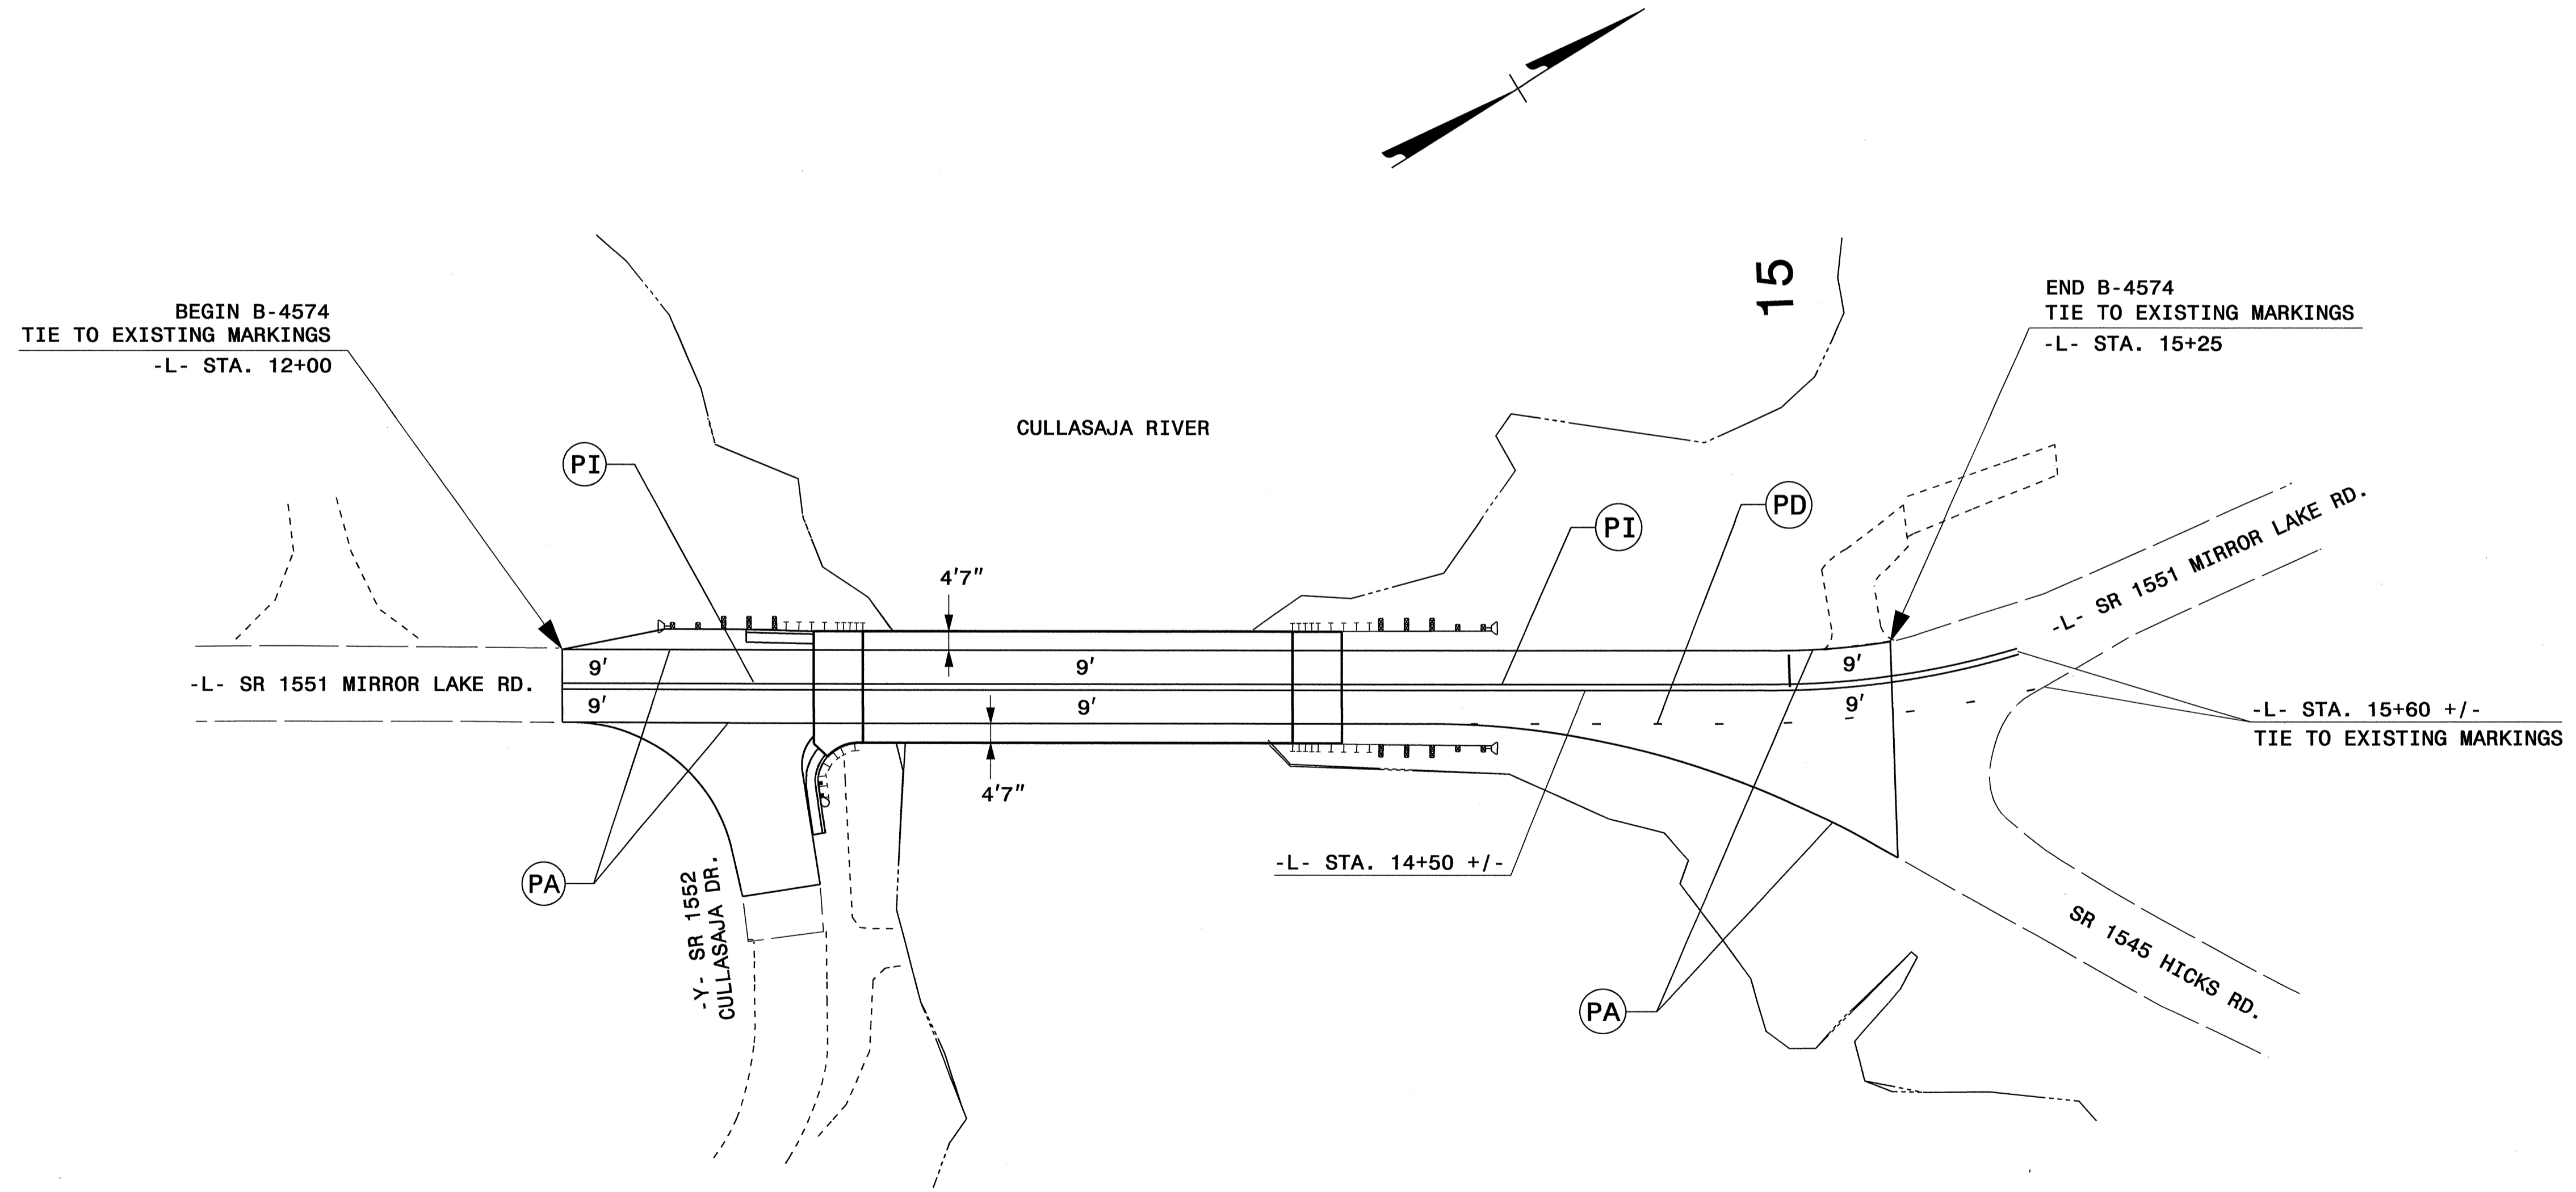 15
BEGIN B-4574
TIE TO EXISTING MARKINGS
-L- STA. 12+00
END B-4574
TIE TO EXISTING MARKINGS
-L- STA. 15+25
CULLASAJA RIVER
PI
PI
PD
4'7"
-L- SR 1551 MIRROR LAKE RD.
9'
9'
9'
-L- SR 1551 MIRROR LAKE RD.
9'
9'
9'
-L- STA. 15+60 +/-
TIE TO EXISTING MARKINGS
4'7"
-L- STA. 14+50 +/-
PA
-Y- SR 1552
CULLASAJA DR.
SR 1545 HICKS RD.
PA